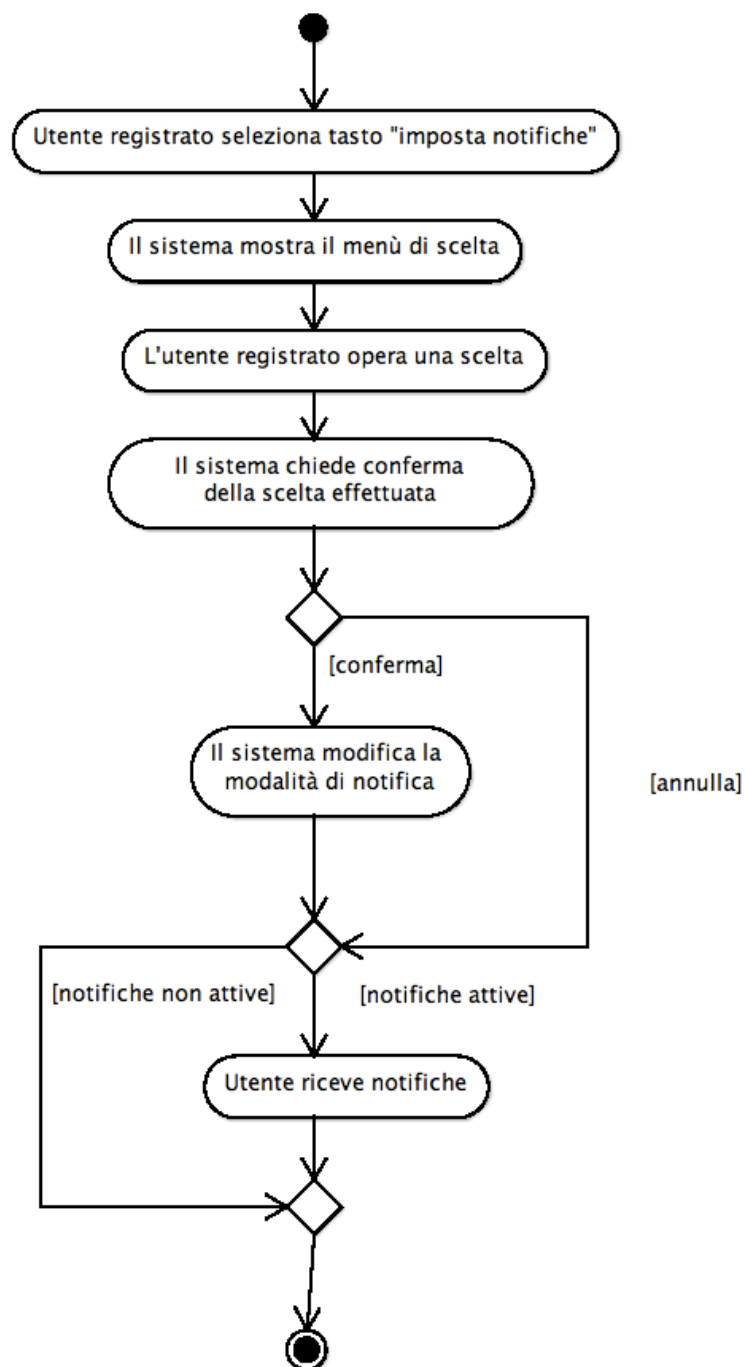 Utente registrato seleziona tasto "imposta notifiche"
Il sistema mostra il menù di scelta
L'utente registrato opera una scelta
Il sistema chiede conferma
della scelta effettuata
[conferma]
Il sistema modifica la
modalità di notifica
[annulla]
[notifiche non attive]
[notifiche attive]
Utente riceve notifiche